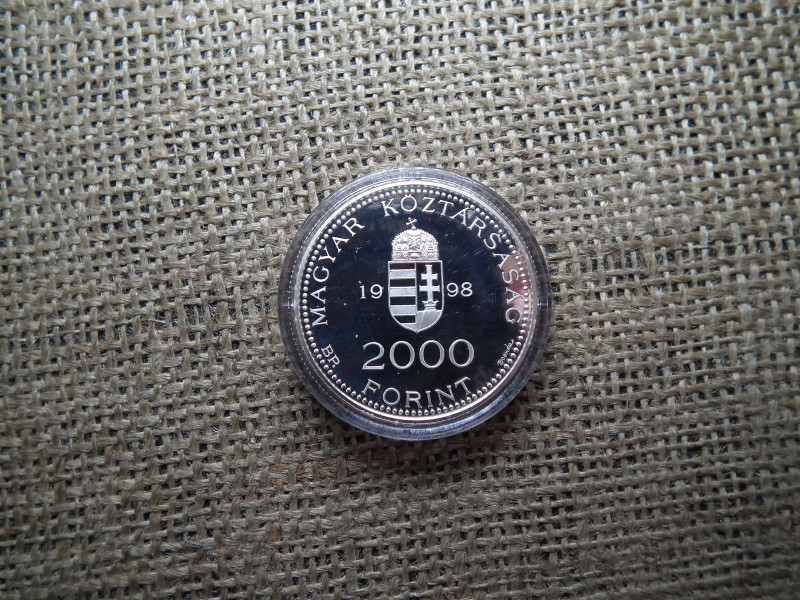 MAGYAR KÖZTÁRSASÁG
19 98
2000
FORINT
BP.